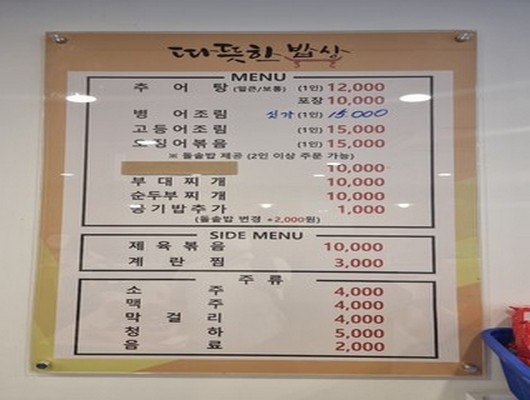 따뜻한 밥상
MENU
추 어 탕 (얼큰/보통) (1인) 12,000
포장 10,000
병 어조림 싯가 (1인) 15.000
고등어조림 (1인) 15,000
오징어볶음 (1인) 15,000
※ 돌솥밥 제공 (2인 이상 주문 가능)
10,000
부대찌개 10,000
순두부찌개 10,000
공기밥추가 1,000
(돌솥밥 변경 +2,000원)
SIDE MENU
제육볶음 10,000
계 란 찜 3,000
주 류
소 주 4,000
맥 주 4,000
막 걸 리 4,000
청 하 5,000
음 료 2,000